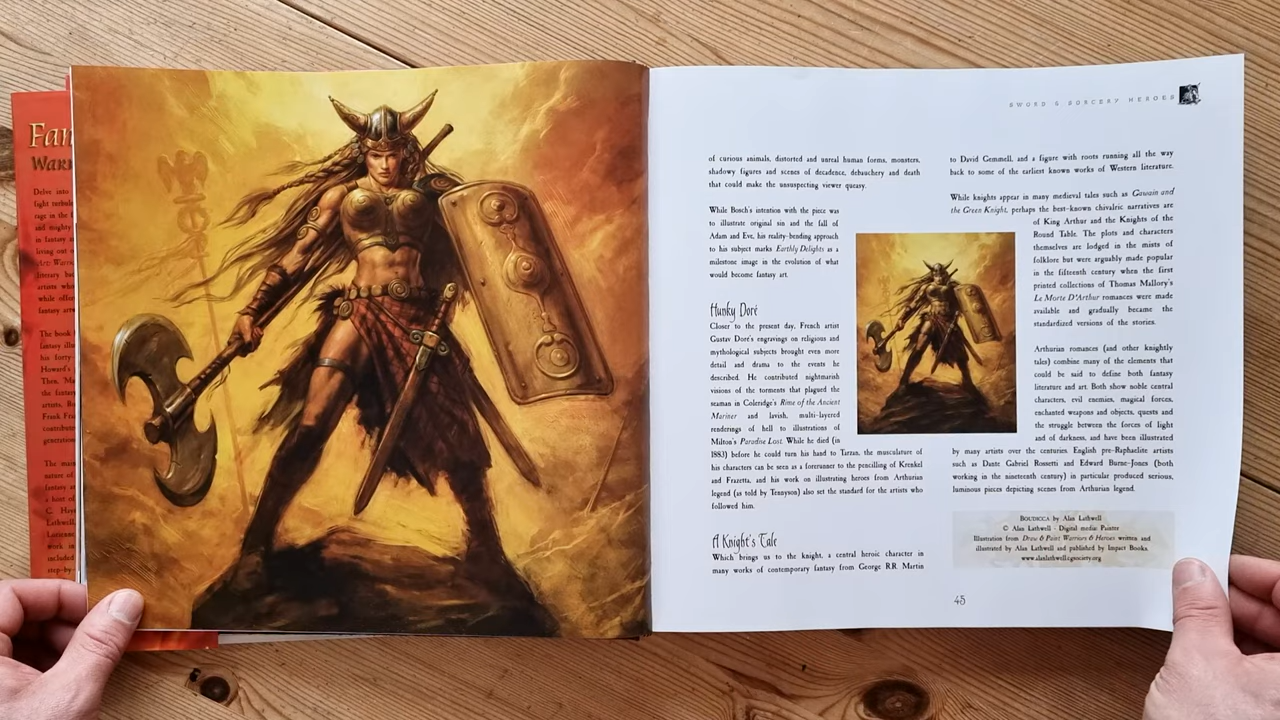 Fan
Warr
Delve into
light turbule
rage in the f
and mighty
in fantasy a
living out
Art: Warri
literary bac
artists who
while offer
fantasy artw
The book
fantasy illu
his forty-
Howard's
Then, 'Ma
the fantasy
artists, Bo
Frank Fra
contributo
generation
The main
nature of
fantasy a
a host of
C. Heye
Lathwell,
Lorienne
work in
included
step-by-
SWORD & SORCERY HEROES
of curious animals, distorted and unreal human forms, monsters,
shadowy figures and scenes of decadence, debauchery and death
that could make the unsuspecting viewer queasy.
While Bosch's intention with the piece was
to illustrate original sin and the fall of
Adam and Eve, his reality-bending approach
to his subject marks Earthly Delights as a
milestone image in the evolution of what
would become fantasy art.
Hunky Doré
Closer to the present day, French artist
Gustav Doré's engravings on religious and
mythological subjects brought even more
detail and drama to the events he
described. He contributed nightmarish
visions of the torments that plagued the
seaman in Coleridge's Rime of the Ancient
Mariner and lavish, multi-layered
renderings of hell to illustrations of
Milton's Paradise Lost. While he died (in
1883) before he could turn his hand to Tarzan, the musculature of
his characters can be seen as a forerunner to the pencilling of Krenkel
and Frazetta, and his work on illustrating heroes from Arthurian
legend (as told by Tennyson) also set the standard for the artists who
followed him.
A Knight's Tale
Which brings us to the knight, a central heroic character in
many works of contemporary fantasy from George RR Martin
to David Gemmell, and a figure with roots running all the way
back to some of the earliest known works of Western literature.
While knights appear in many medieval tales such as Gawain and
the Green Knight, perhaps the best-known chivalric narratives are
of King Arthur and the Knights of the
Round Table. The plots and characters
themselves are lodged in the mists of
folklore but were arguably made popular
in the fifteenth century when the first
printed collections of Thomas Mallory's
Le Morte D'Arthur romances were made
available and gradually became the
standardized versions of the stories.
Arthurian romances (and other knightly
tales) combine many of the elements that
could be said to define both fantasy
literature and art. Both show noble central
characters, evil enemies, magical forces,
enchanted weapons and objects, quests and
the struggle between the forces of light
and of darkness, and have been illustrated
by many artists over the centuries. English pre-Raphaelite artists
such as Dante Gabriel Rossetti and Edward Burne-Jones (both
working in the nineteenth century) in particular produced serious,
luminous pieces depicting scenes from Arthurian legend.
BOUDICCA by Alan Lathwell
© Alan Lathwell - Digital media: Painter
Illustration from Draw & Paint Warriors & Heroes written and
illustrated by Alan Lathwell and published by Impact Books.
www.alanlathwell.cgsociety.org
45